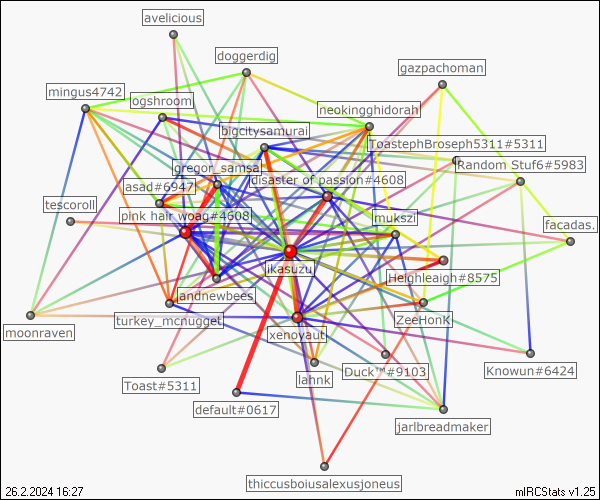 avelicious
doggerdig
gazpachoman
mingus4742
ogshroom
neokingghidorah
bigcitysamurai
ToastephBroseph5311#5311
gregor_samsa
Random Stuf6#5983
asad#6947
disaster of passion#4608
tescoroll
pink hair woag#4608
mukszi
facadas.
ikasuzu
Heighleaigh#8575
andnewbees
moonraven
turkey_mcnugget
xenoyaut
ZeeHonK
Toast#5311
lahnk
Duck™#9103
Knowun#6424
default#0617
jarlbreadmaker
thiccusboiusalexusjoneus
26.2.2024 16:27
mIRCStats v1.25